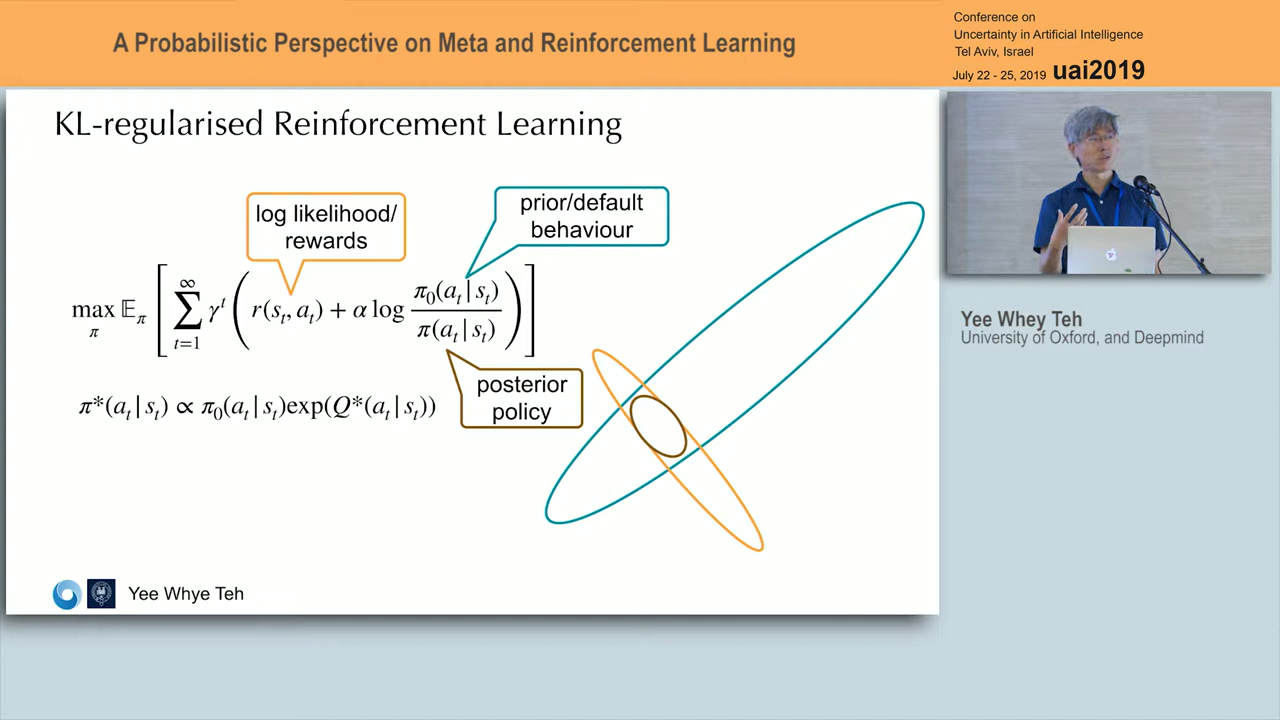 A Probabilistic Perspective on Meta and Reinforcement Learning
Conference on
Uncertainty in Artificial Intelligence
Tel Aviv, Israel
July 22 - 25, 2019 uai2019
KL-regularised Reinforcement Learning
log likelihood/
rewards
prior/default
behaviour
max_π 𝔼_π [ ∑_{t=1}^{∞} γ^t ( r(s_t, a_t) + α log π_0(a_t|s_t) / π(a_t|s_t) ) ]
posterior
policy
π*(a_t|s_t) ∝ π_0(a_t|s_t)exp(Q*(a_t|s_t))
Yee Whye Teh
Yee Whey Teh
University of Oxford, and Deepmind